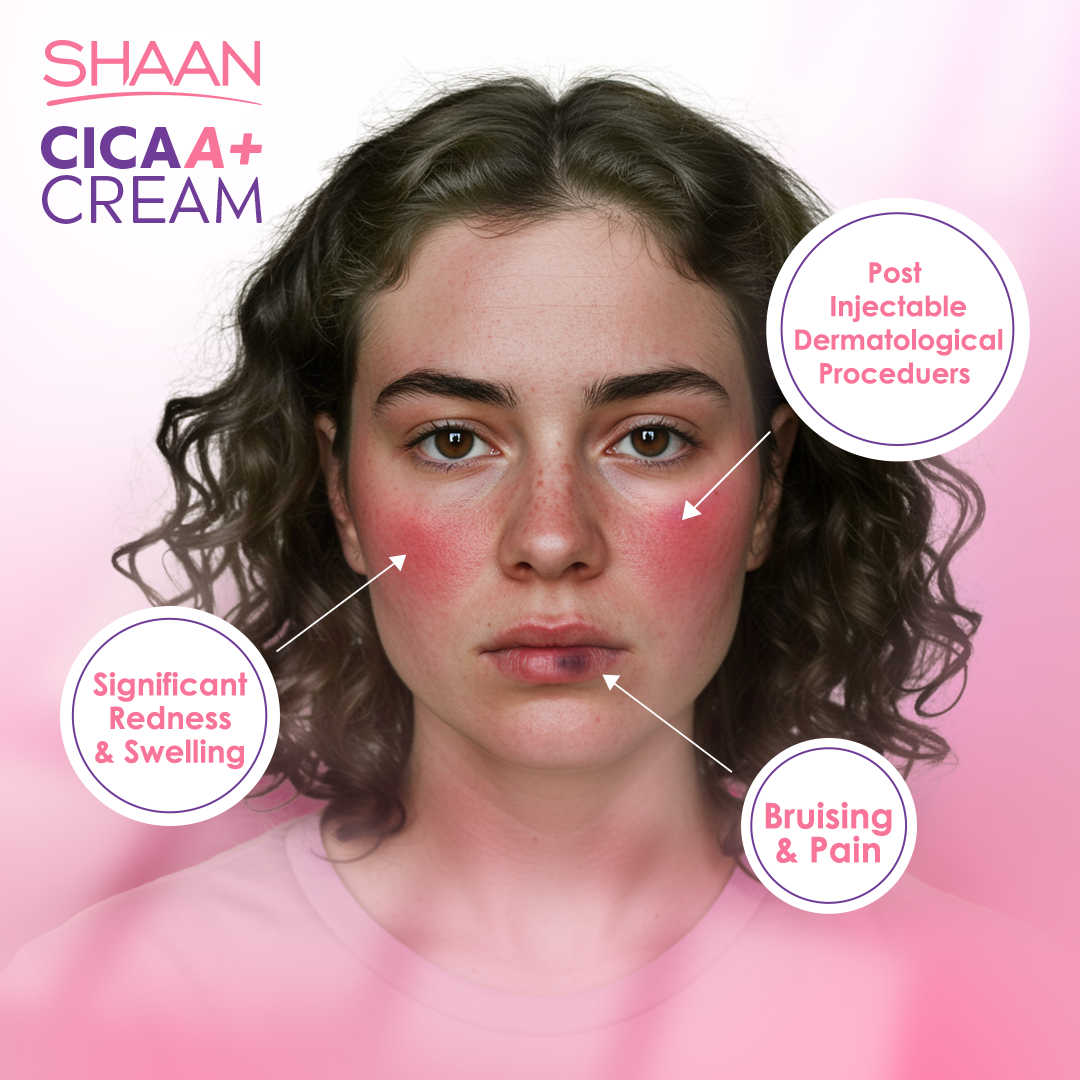 SHAAN
CICAA+
CREAM
Post
Injectable
Dermatological
Proceduers
Significant
Redness
& Swelling
Bruising
& Pain